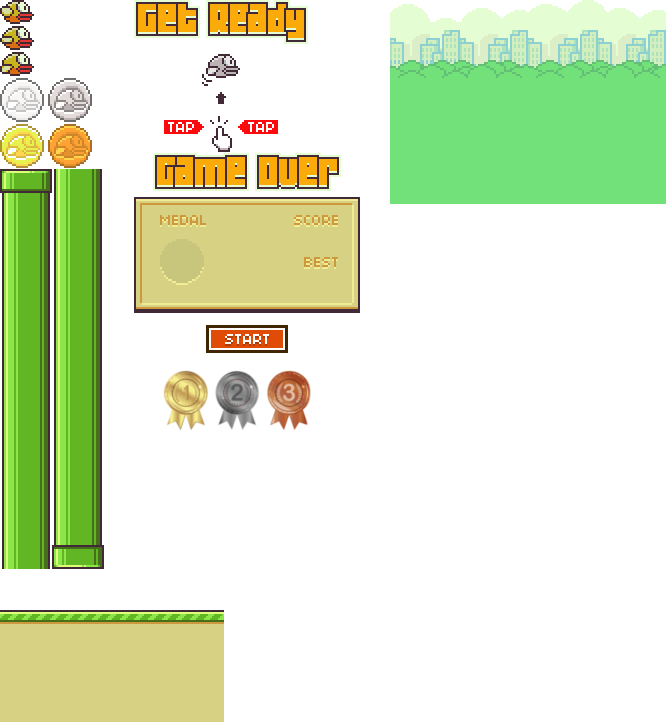 Get Ready
TAP TAP
Game Over
MEDAL SCORE
BEST
START
1 2 3